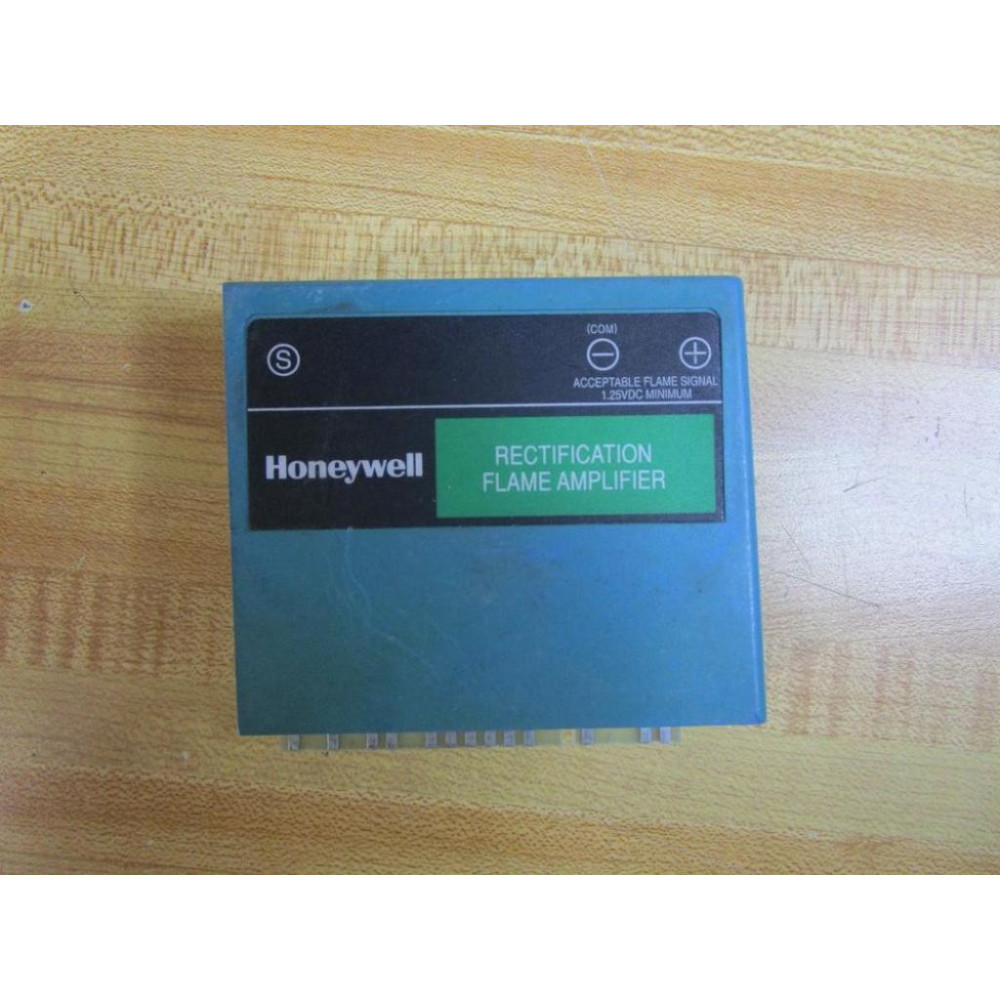 (COM)
S − +
ACCEPTABLE FLAME SIGNAL
1.25VDC MINIMUM
Honeywell
RECTIFICATION
FLAME AMPLIFIER